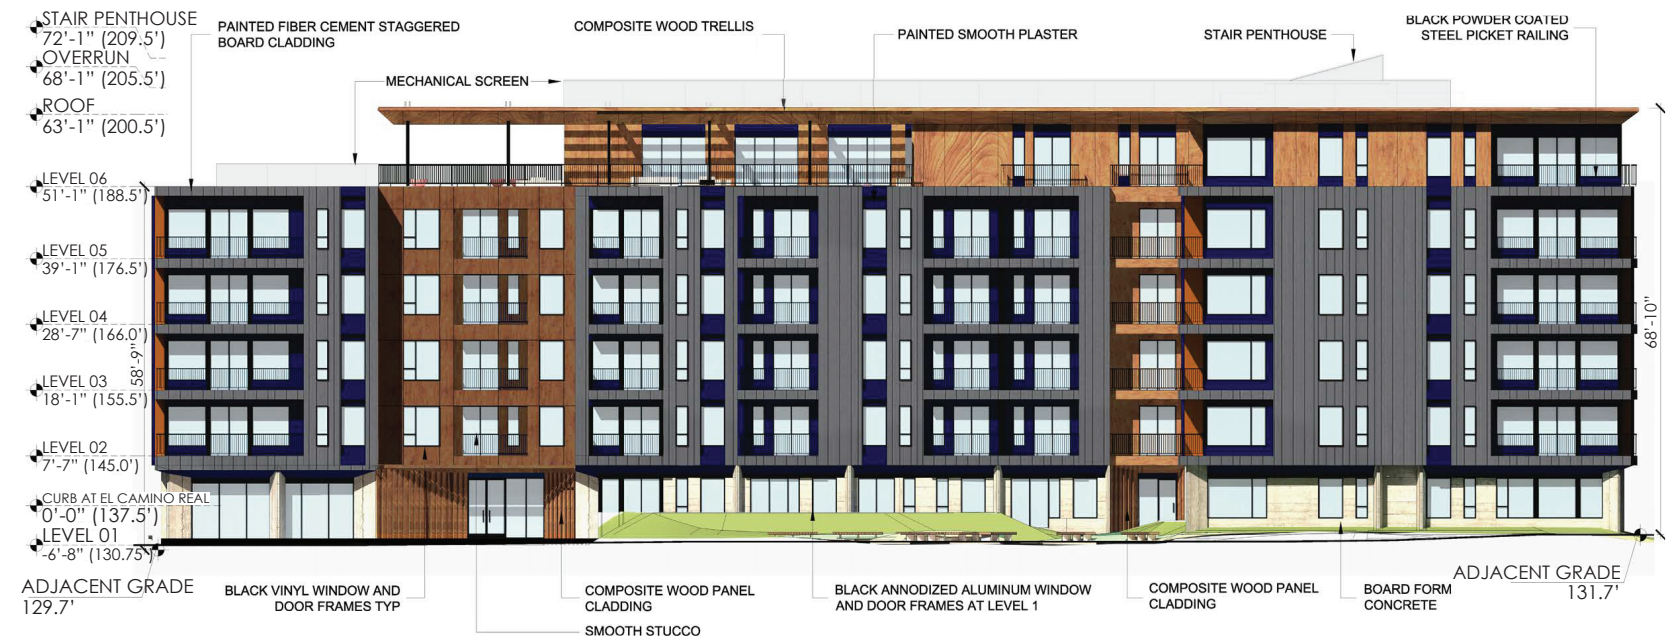 STAIR PENTHOUSE
72'-1" (209.5')
OVERRUN
68'-1" (205.5')
ROOF
63'-1" (200.5')
LEVEL 06
51'-1" (188.5')
LEVEL 05
39'-1" (176.5')
LEVEL 04
28'-7" (166.0')
58'-9"
LEVEL 03
18'-1" (155.5')
LEVEL 02
7'-7" (145.0')
CURB AT EL CAMINO REAL
0'-0" (137.5')
LEVEL 01
-6'-8" (130.75')
ADJACENT GRADE
129.7'
PAINTED FIBER CEMENT STAGGERED
BOARD CLADDING
MECHANICAL SCREEN
COMPOSITE WOOD TRELLIS
PAINTED SMOOTH PLASTER
STAIR PENTHOUSE
BLACK POWDER COATED
STEEL PICKET RAILING
68'-10"
BLACK VINYL WINDOW AND
DOOR FRAMES TYP
COMPOSITE WOOD PANEL
CLADDING
SMOOTH STUCCO
BLACK ANNODIZED ALUMINUM WINDOW
AND DOOR FRAMES AT LEVEL 1
COMPOSITE WOOD PANEL
CLADDING
BOARD FORM
CONCRETE
ADJACENT GRADE
131.7'